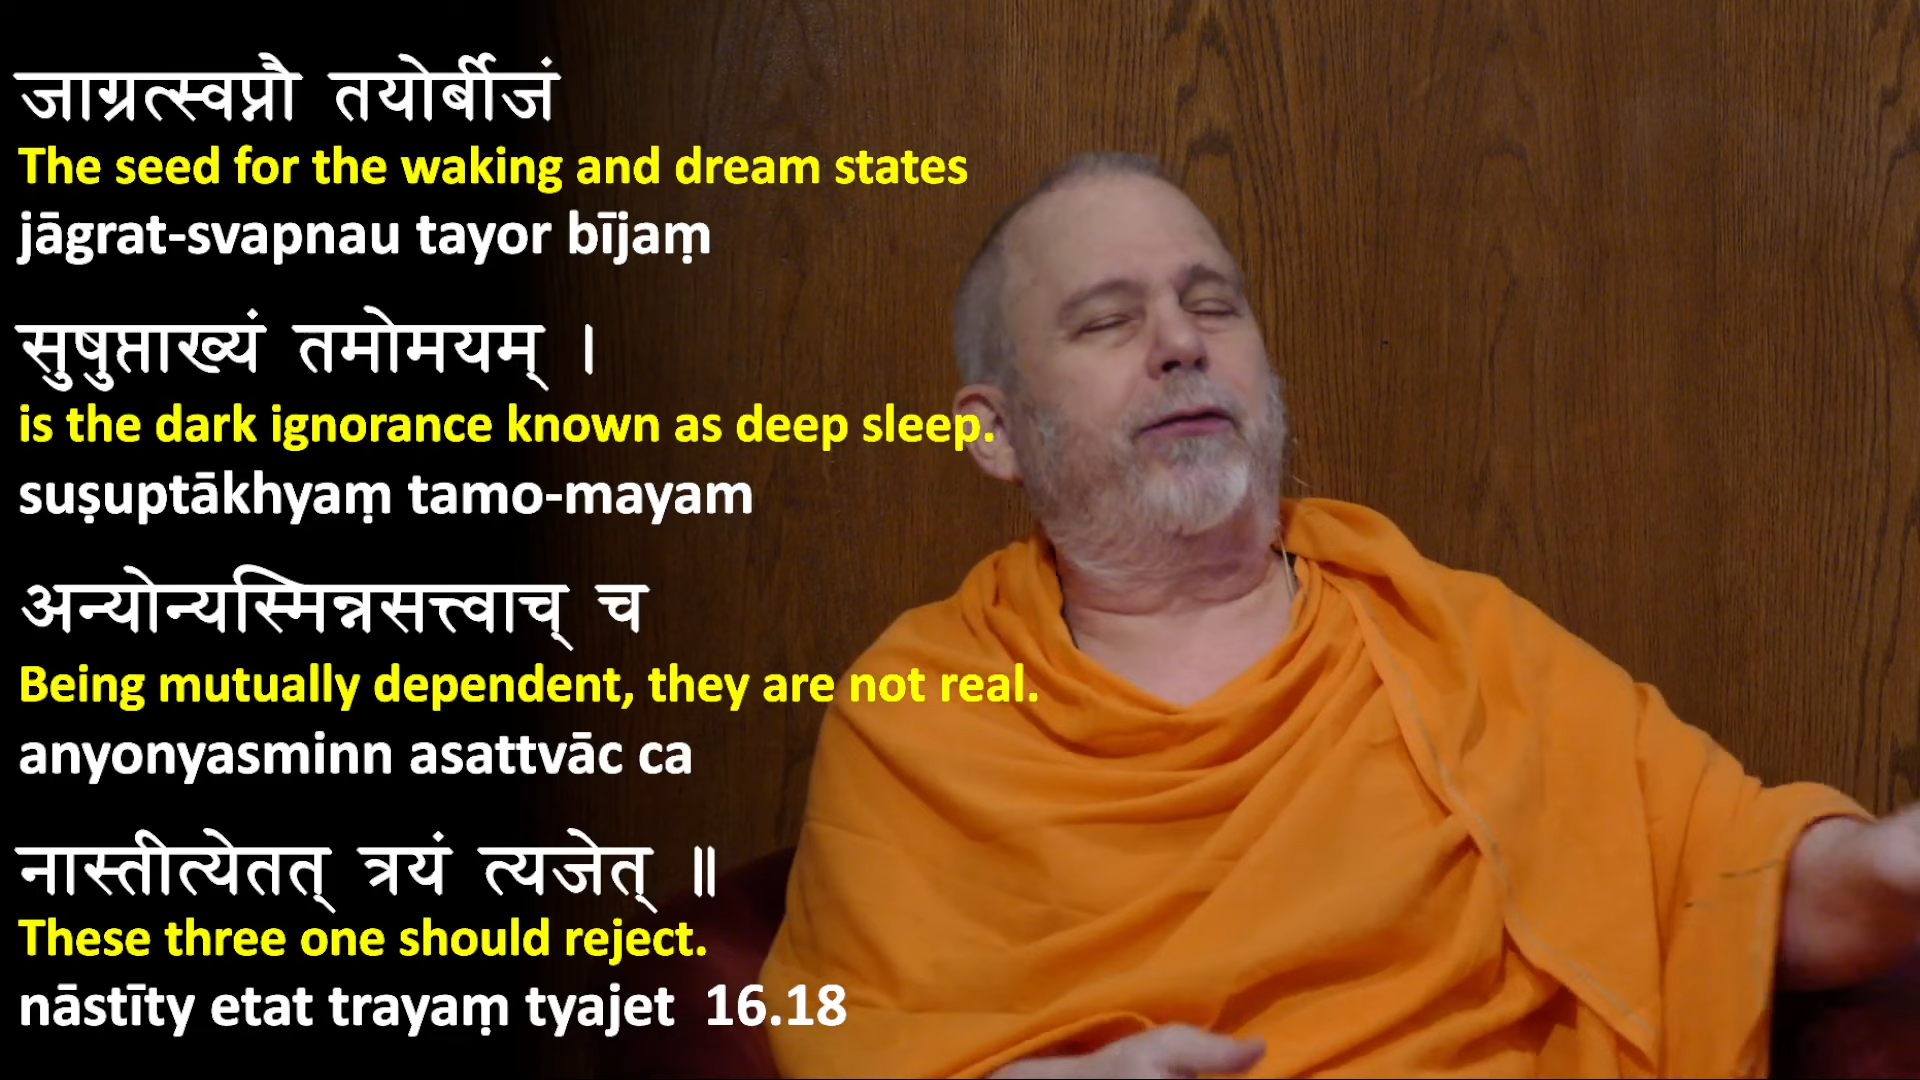 जाग्रत्स्वप्नौ तयोर्बीजं
The seed for the waking and dream states
jāgrat-svapnau tayor bījaṃ
सुषुप्ताख्यं तमोमयम् ।
is the dark ignorance known as deep sleep.
suṣuptākhyaṃ tamo-mayam
अन्योन्यस्मिन्नसत्त्वाच् च
Being mutually dependent, they are not real.
anyonyasminn asattvāc ca
नास्तीत्येतत् त्रयं त्यजेत् ॥
These three one should reject.
nāstīty etat trayaṃ tyajet 16.18